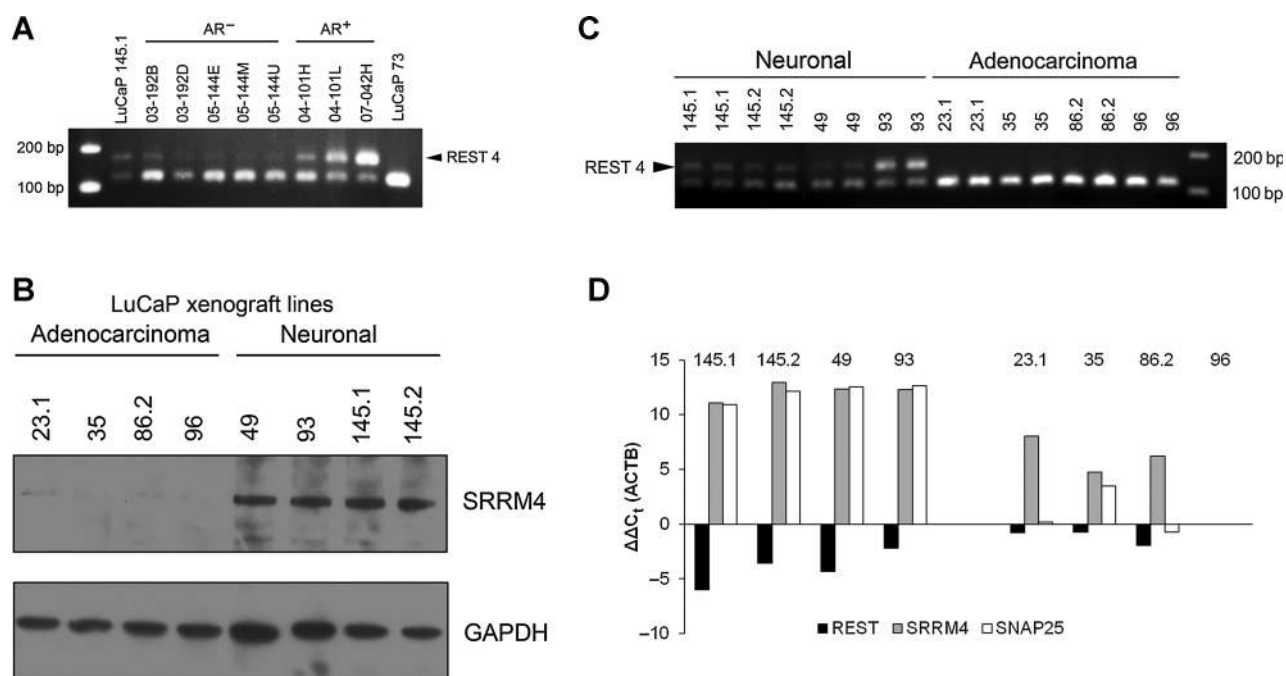 A
AR− AR+
LuCaP 145.1 03-192B 03-192D 05-144E 05-144M 05-144U 04-101H 04-101L 07-042H LuCaP 73
200 bp
REST 4
100 bp
B
LuCaP xenograft lines
Adenocarcinoma Neuronal
23.1 35 86.2 96 49 93 145.1 145.2
SRRM4
GAPDH
C
Neuronal Adenocarcinoma
145.1 145.1 145.2 145.2 49 49 93 93 23.1 23.1 35 35 86.2 86.2 96 96
REST 4
200 bp
100 bp
D
145.1 145.2 49 93 23.1 35 86.2 96
ΔΔCt (ACTB)
15
10
5
0
−5
−10
REST SRRM4 SNAP25